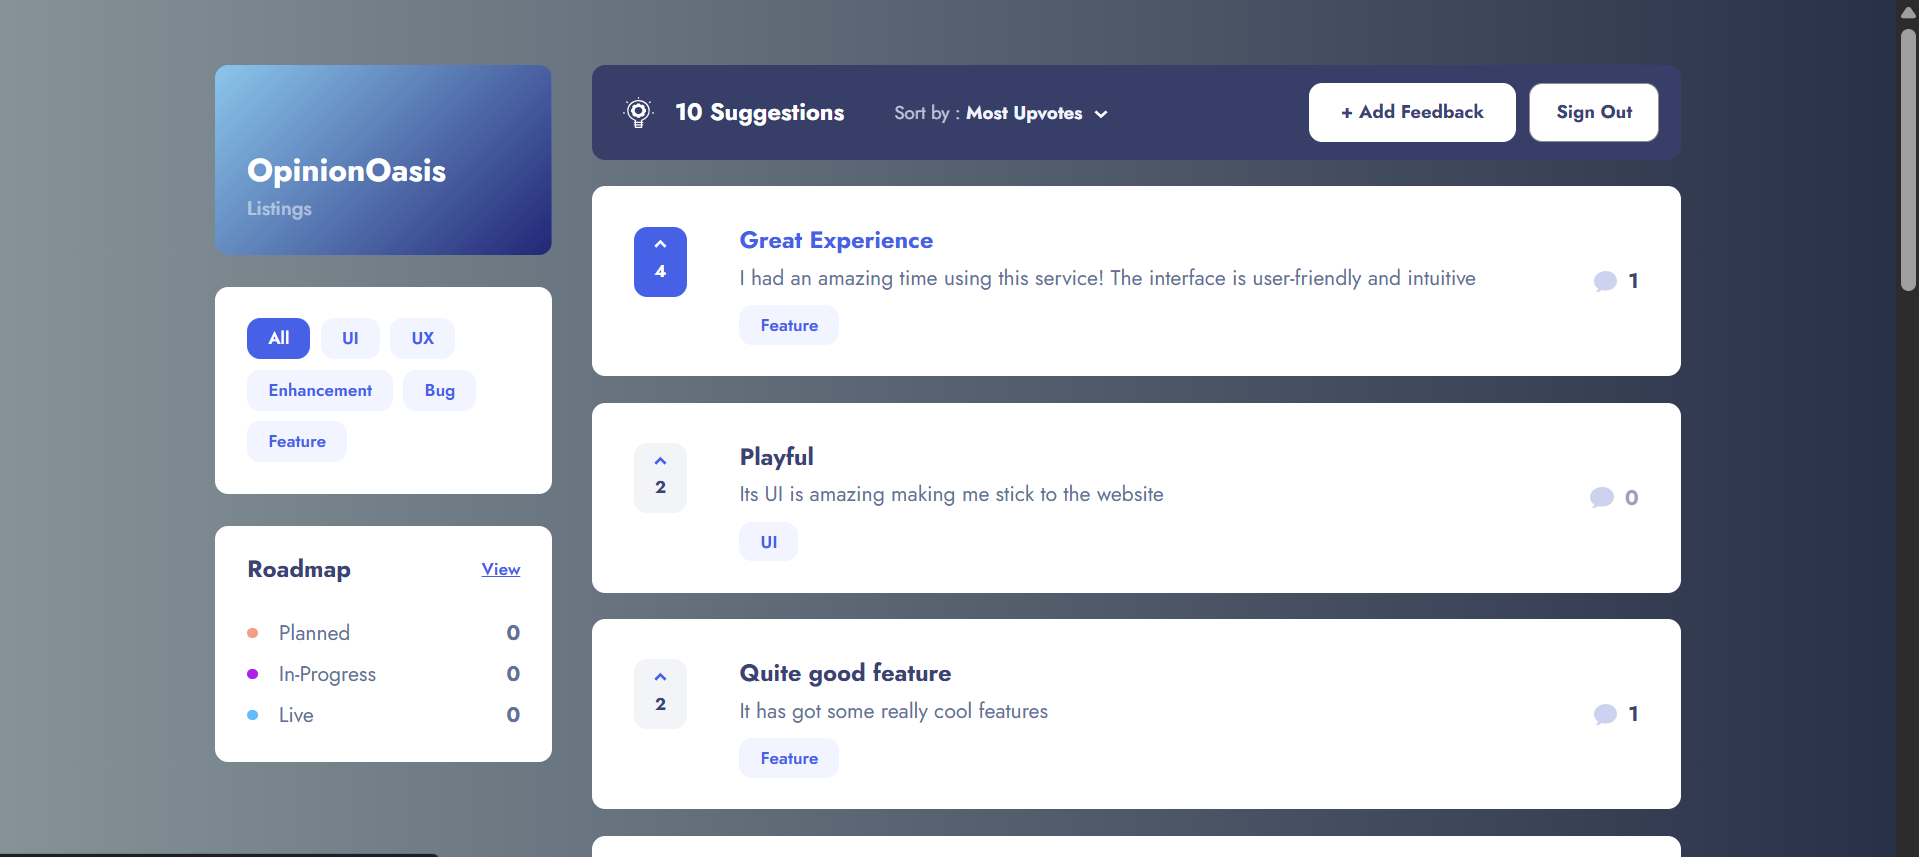 OpinionOasis
Listings
All
UI
UX
Enhancement
Bug
Feature
Roadmap
View
Planned
0
In-Progress
0
Live
0
10 Suggestions
Sort by : Most Upvotes
+ Add Feedback
Sign Out
4
Great Experience
I had an amazing time using this service! The interface is user-friendly and intuitive
Feature
1
2
Playful
Its UI is amazing making me stick to the website
UI
0
2
Quite good feature
It has got some really cool features
Feature
1